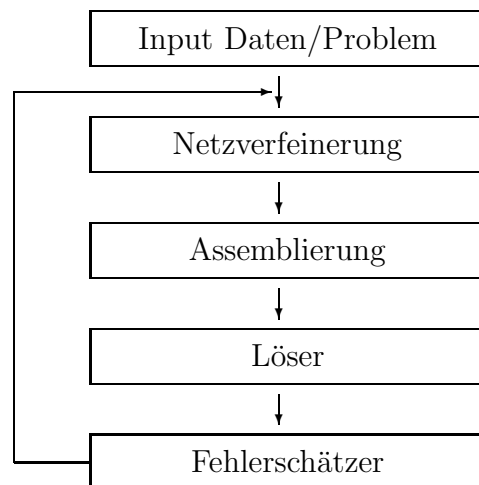 Input Daten/Problem
Netzverfeinerung
Assemblierung
Löser
Fehlerschätzer